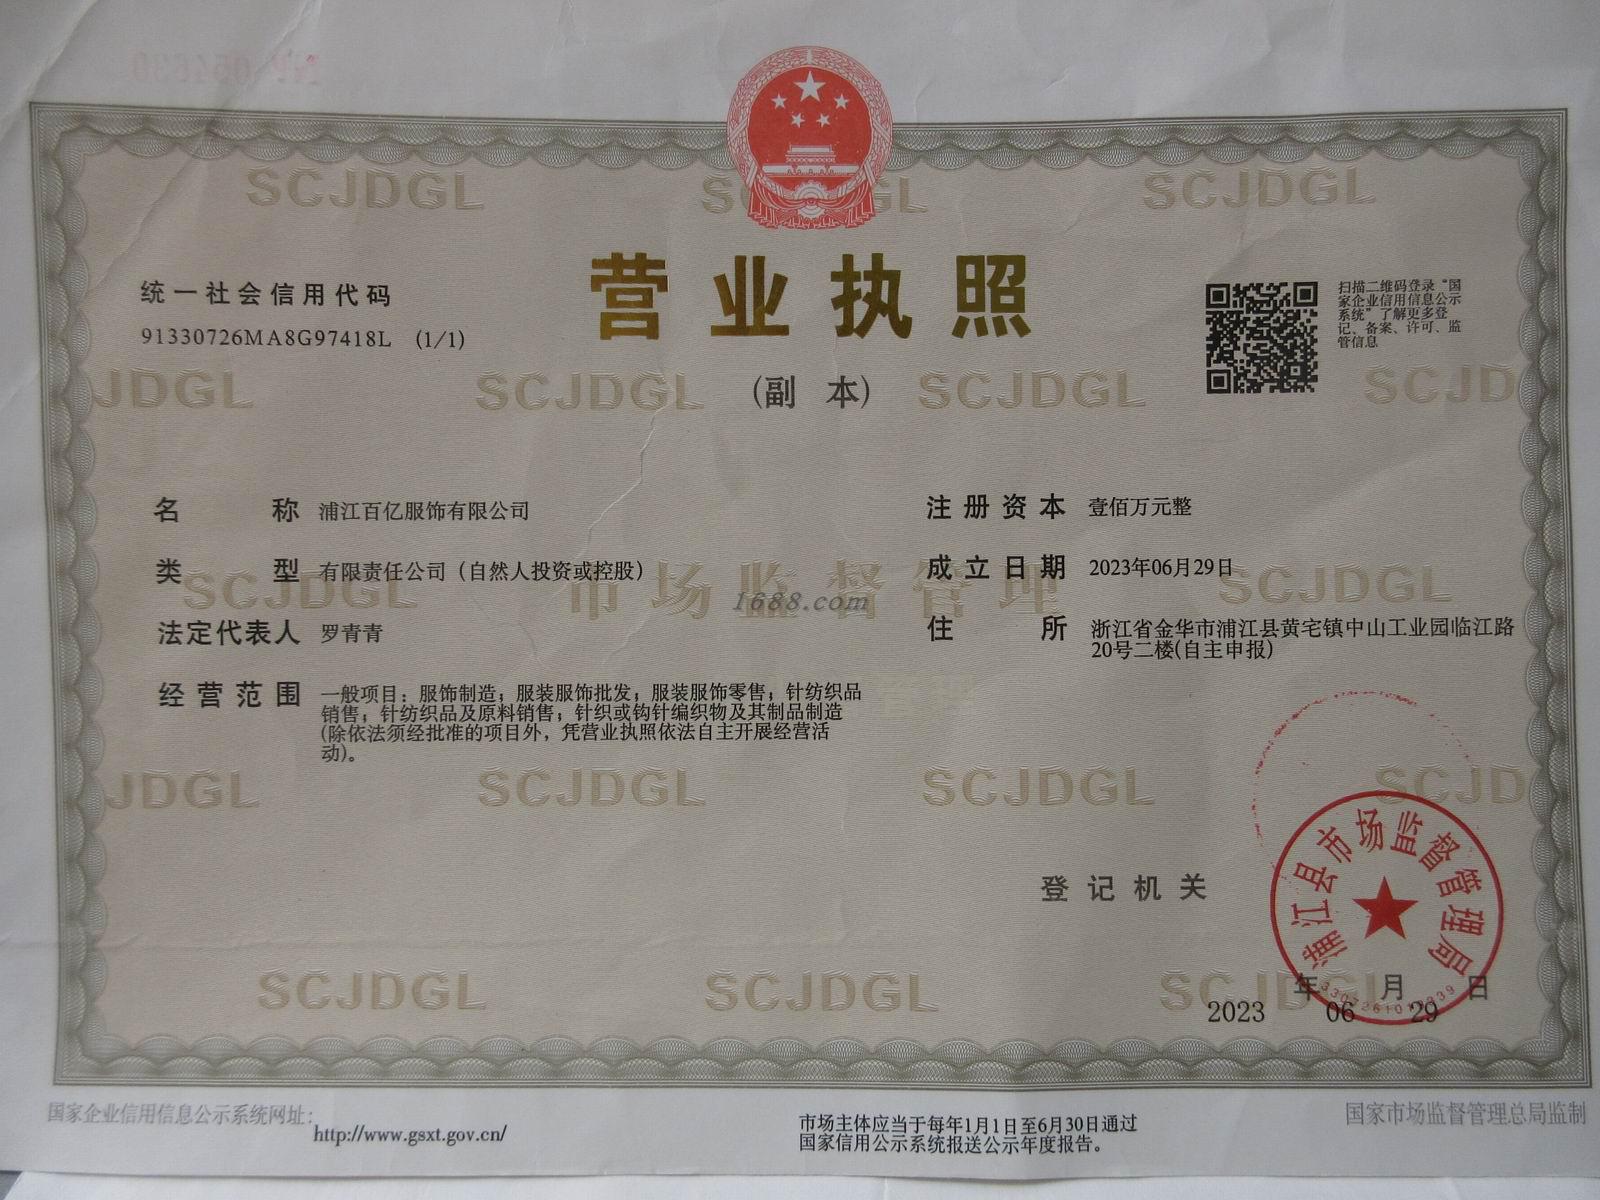 SCJDGL
SCJDGL
统一社会信用代码
91330726MA8G97418L (1/1)
营业执照
(副 本)
扫描二维码登录“国
家企业信用信息公示
系统”了解更多登
记、备案、许可、监
管信息
JDGL
SCJDGL
SCJDGL
SCJD
名 称 浦江百亿服饰有限公司
类 型 有限责任公司（自然人投资或控股）
法定代表人 罗青青
经营范围 一般项目：服饰制造；服装服饰批发；服装服饰零售；针纺织品
销售；针纺织品及原料销售；针织或钩针编织物及其制品制造
(除依法须经批准的项目外，凭营业执照依法自主开展经营活
动)。
注册资本 壹佰万元整
成立日期 2023年06月29日
住 所 浙江省金华市浦江县黄宅镇中山工业园临江路
20号二楼(自主申报)
SCJDGL
市场监督管理
SCJDGL
1688.com
JDGL
SCJDGL
SCJDGL
SCJD
登记机关
浦江县市场监督管理局
年 月 日
2023 06 29
SCJDGL
SCJDGL
SCJDGL
国家企业信用信息公示系统网址：
http://www.gsxt.gov.cn/
市场主体应当于每年1月1日至6月30日通过
国家信用公示系统报送公示年度报告。
国家市场监督管理总局监制